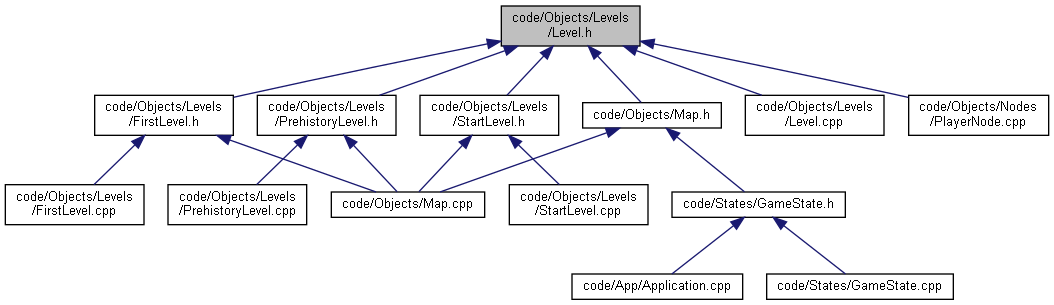 code/Objects/Levels
/Level.h
code/Objects/Levels
/FirstLevel.h
code/Objects/Levels
/PrehistoryLevel.h
code/Objects/Levels
/StartLevel.h
code/Objects/Map.h
code/Objects/Levels
/Level.cpp
code/Objects/Nodes
/PlayerNode.cpp
code/Objects/Levels
/FirstLevel.cpp
code/Objects/Levels
/PrehistoryLevel.cpp
code/Objects/Map.cpp
code/Objects/Levels
/StartLevel.cpp
code/States/GameState.h
code/App/Application.cpp
code/States/GameState.cpp